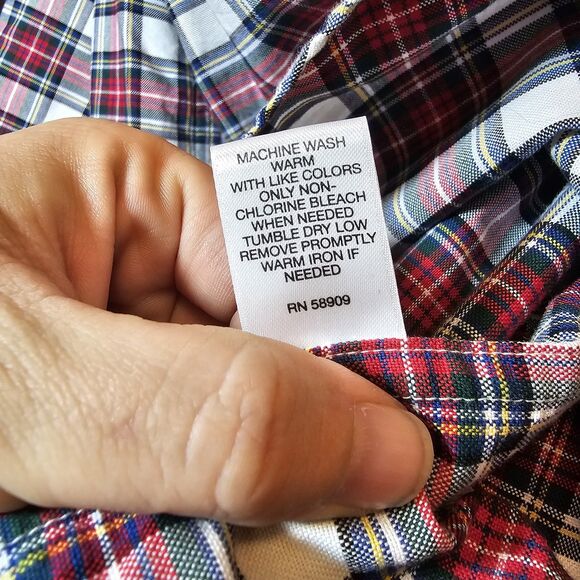 MACHINE WASH
WARM
WITH LIKE COLORS
ONLY NON-
CHLORINE BLEACH
WHEN NEEDED
TUMBLE DRY LOW
REMOVE PROMPTLY
WARM IRON IF
NEEDED
RN 58909